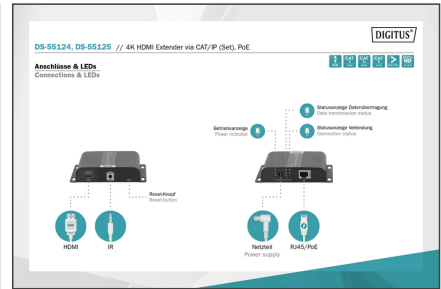 DIGITUS®
DS-55124, DS-55125 // 4K HDMI Extender via CAT/IP (Set), PoE
Anschlüsse & LEDs
Connections & LEDs
Statusanzeige Datenübertragung
Data transmission status
Betriebsanzeige
Power indicator
Statusanzeige Verbindung
Connection status
Reset-Knopf
Reset button
HDMI
IR
Netzteil
Power supply
RJ45/PoE